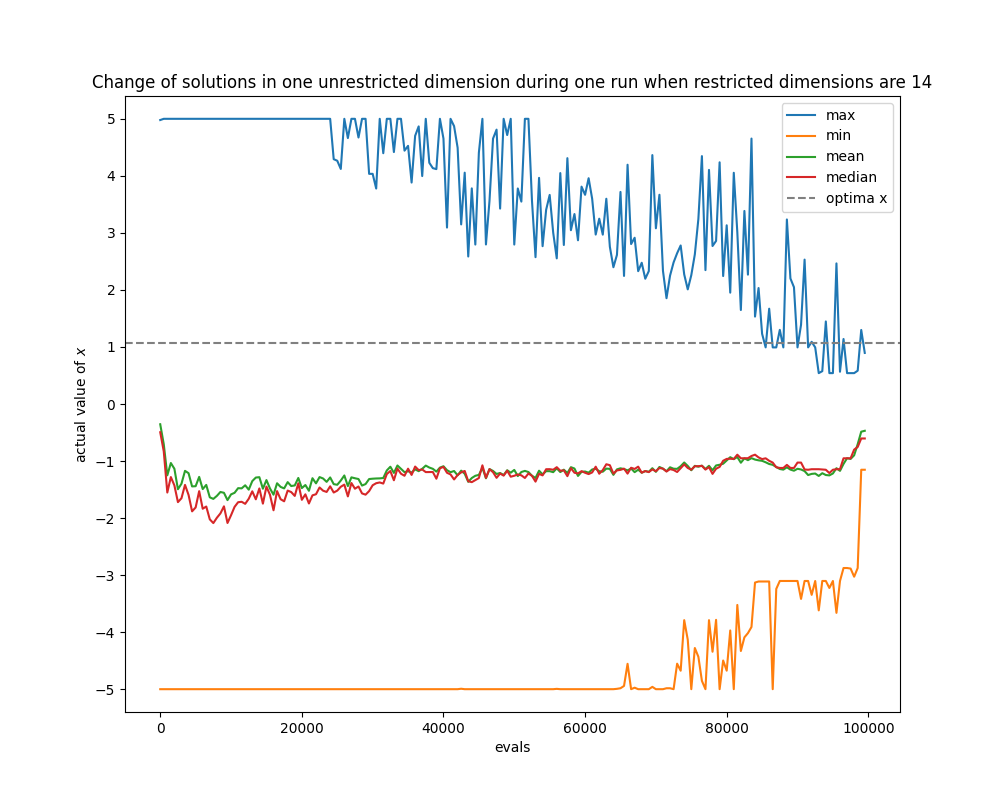 Change of solutions in one unrestricted dimension during one run when restricted dimensions are 14
max
min
mean
median
optima x
5
4
3
2
1
0
−1
−2
−3
−4
−5
actual value of x
0 20000 40000 60000 80000 100000
evals